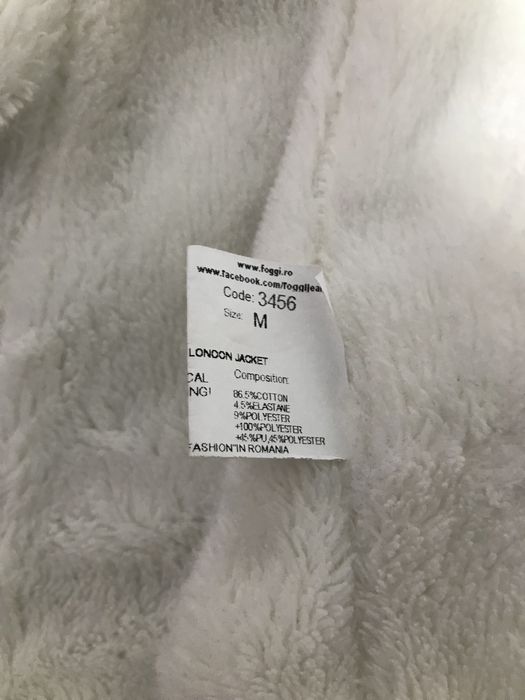 www.foggi.ro
www.facebook.com/foggijea
Code: 3456
Size: M
LONDON JACKET
CAL Composition:
NG!
86.5%COTTON
4.5%ELASTANE
9%POLYESTER
+100%POLYESTER
+45%PU,45%POLYESTER
FASHION"IN ROMANIA